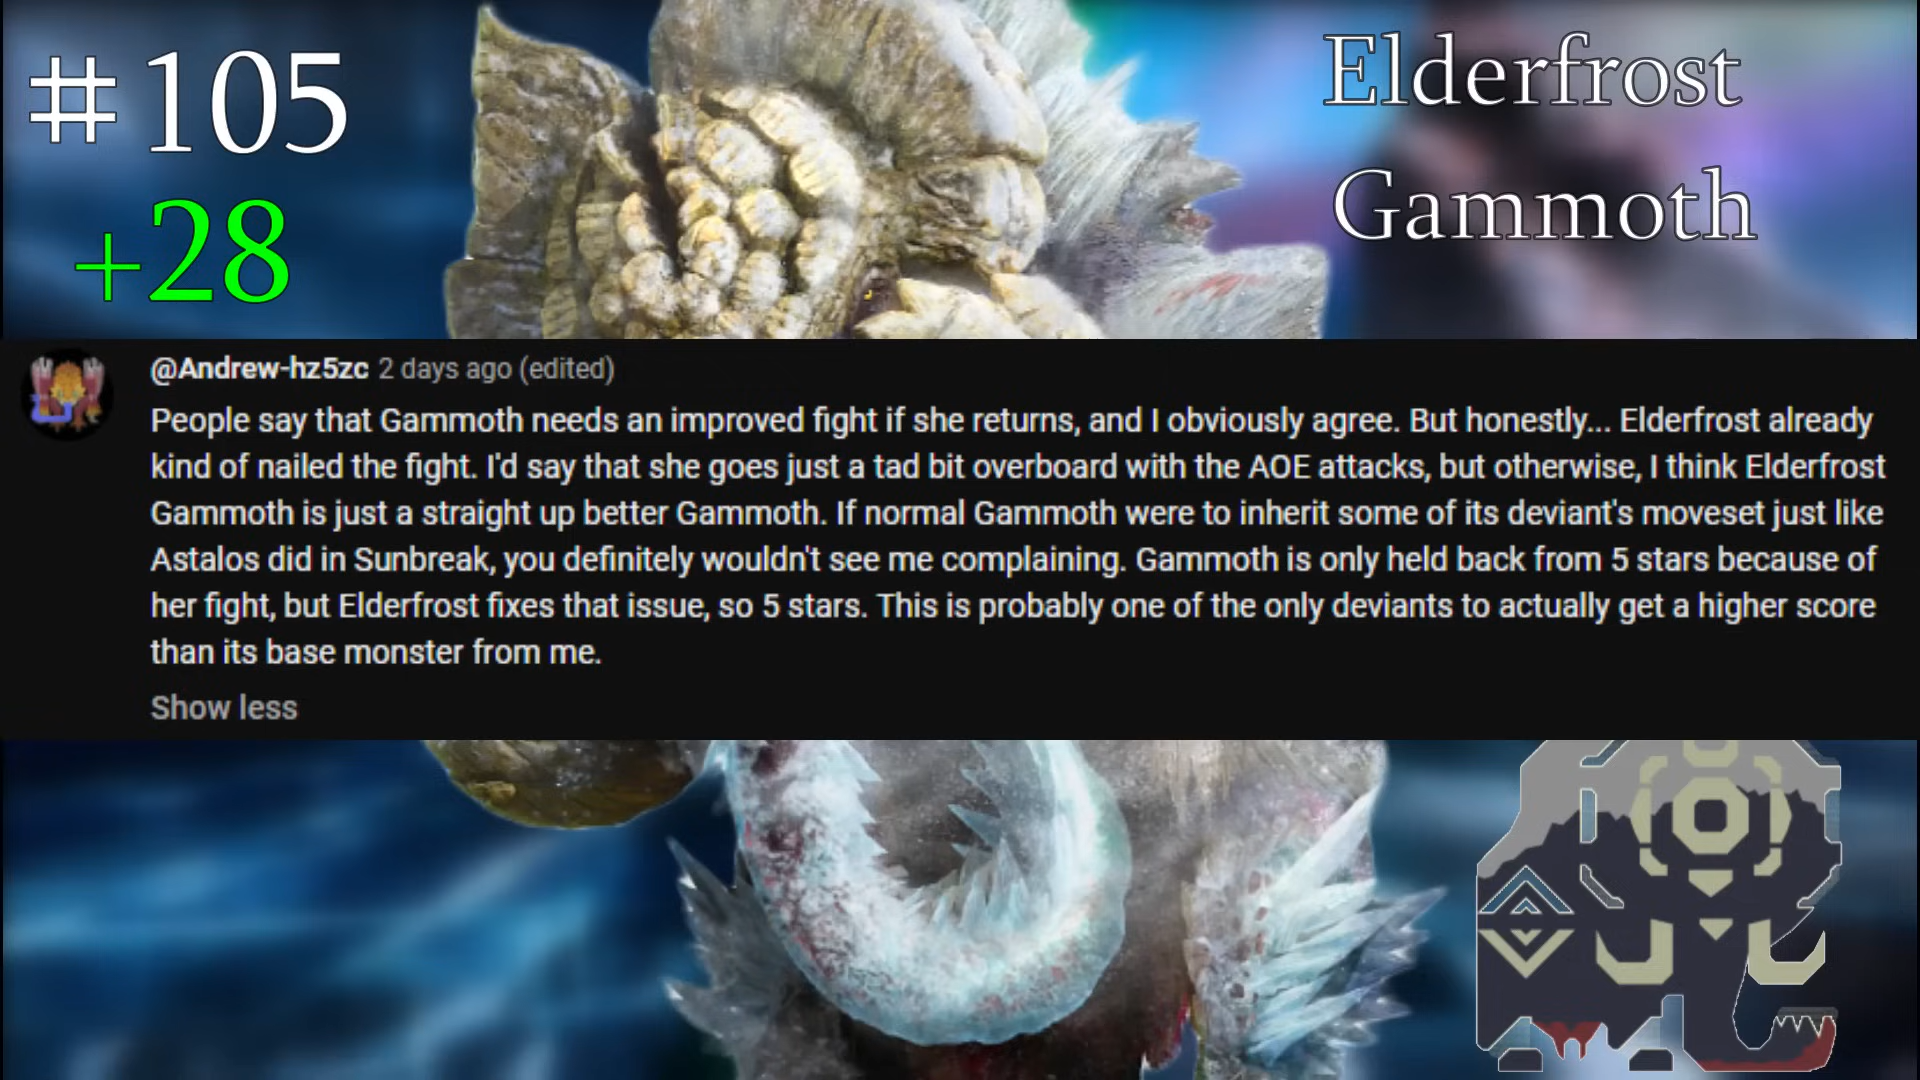 #105
+28
Elderfrost
Gammoth
@Andrew-hz5zc 2 days ago (edited)
People say that Gammoth needs an improved fight if she returns, and I obviously agree. But honestly... Elderfrost already
kind of nailed the fight. I'd say that she goes just a tad bit overboard with the AOE attacks, but otherwise, I think Elderfrost
Gammoth is just a straight up better Gammoth. If normal Gammoth were to inherit some of its deviant's moveset just like
Astalos did in Sunbreak, you definitely wouldn't see me complaining. Gammoth is only held back from 5 stars because of
her fight, but Elderfrost fixes that issue, so 5 stars. This is probably one of the only deviants to actually get a higher score
than its base monster from me.
Show less